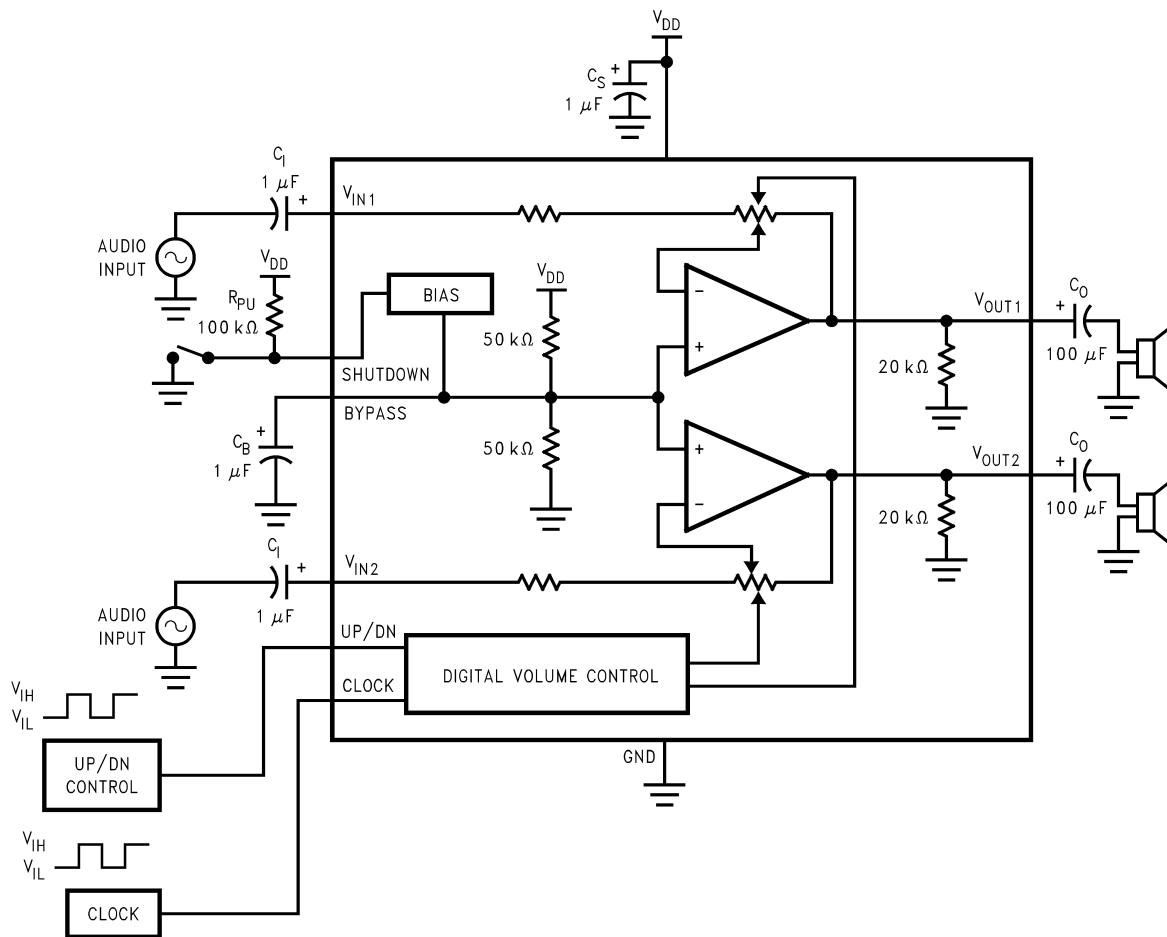 V_DD
C_S +
1 µF
C_I
1 µF +
V_IN1
AUDIO
INPUT
V_DD
R_PU
100 kΩ
BIAS
V_DD
50 kΩ
−
+
V_OUT1
+ C_O
100 µF
20 kΩ
SHUTDOWN
BYPASS
+
C_B
1 µF
50 kΩ
+
−
V_OUT2
+ C_O
100 µF
20 kΩ
C_I
+
1 µF
V_IN2
AUDIO
INPUT
UP/DN
CLOCK
DIGITAL VOLUME CONTROL
V_IH
V_IL
UP/DN
CONTROL
GND
V_IH
V_IL
CLOCK